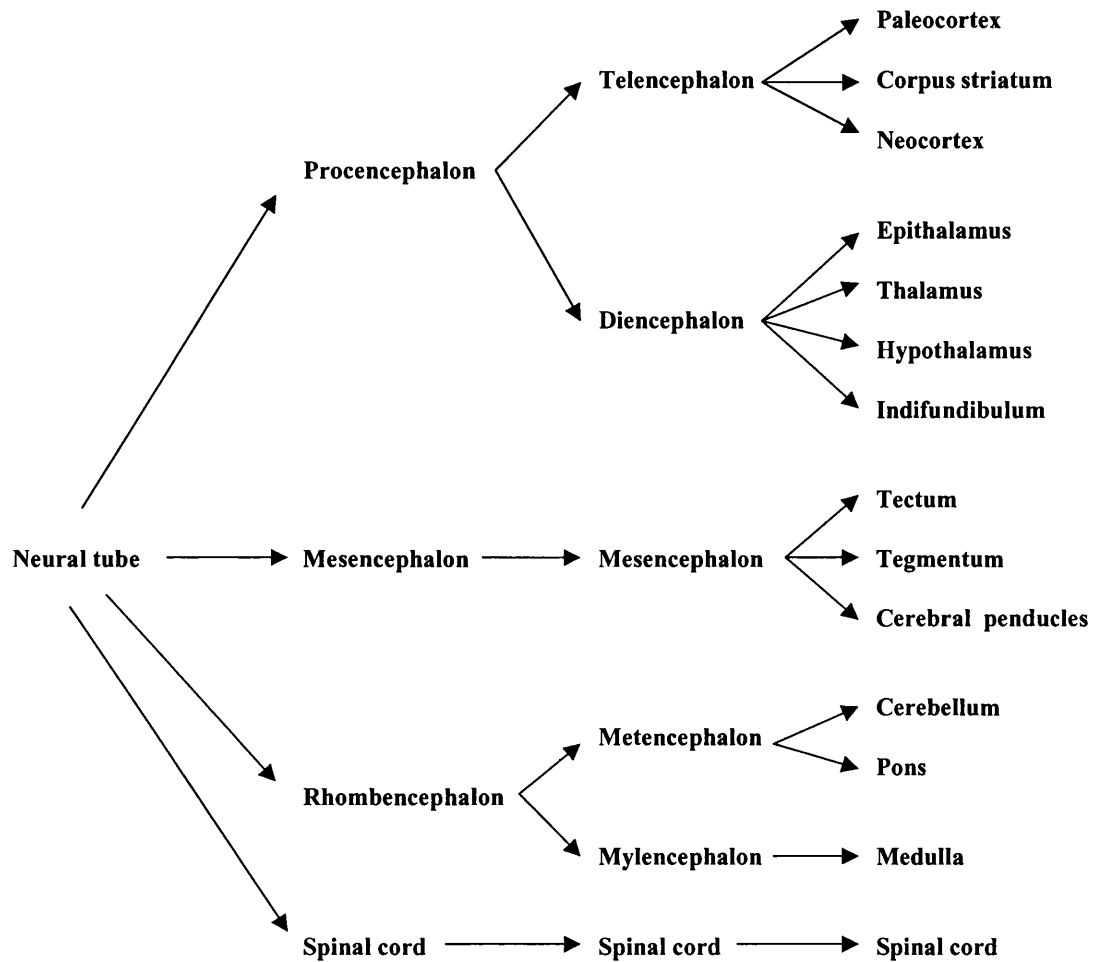 Paleocortex
Telencephalon
Corpus striatum
Neocortex
Procencephalon
Epithalamus
Thalamus
Diencephalon
Hypothalamus
Indifundibulum
Tectum
Neural tube
Mesencephalon
Mesencephalon
Tegmentum
Cerebral penducles
Cerebellum
Metencephalon
Pons
Rhombencephalon
Mylencephalon
Medulla
Spinal cord
Spinal cord
Spinal cord